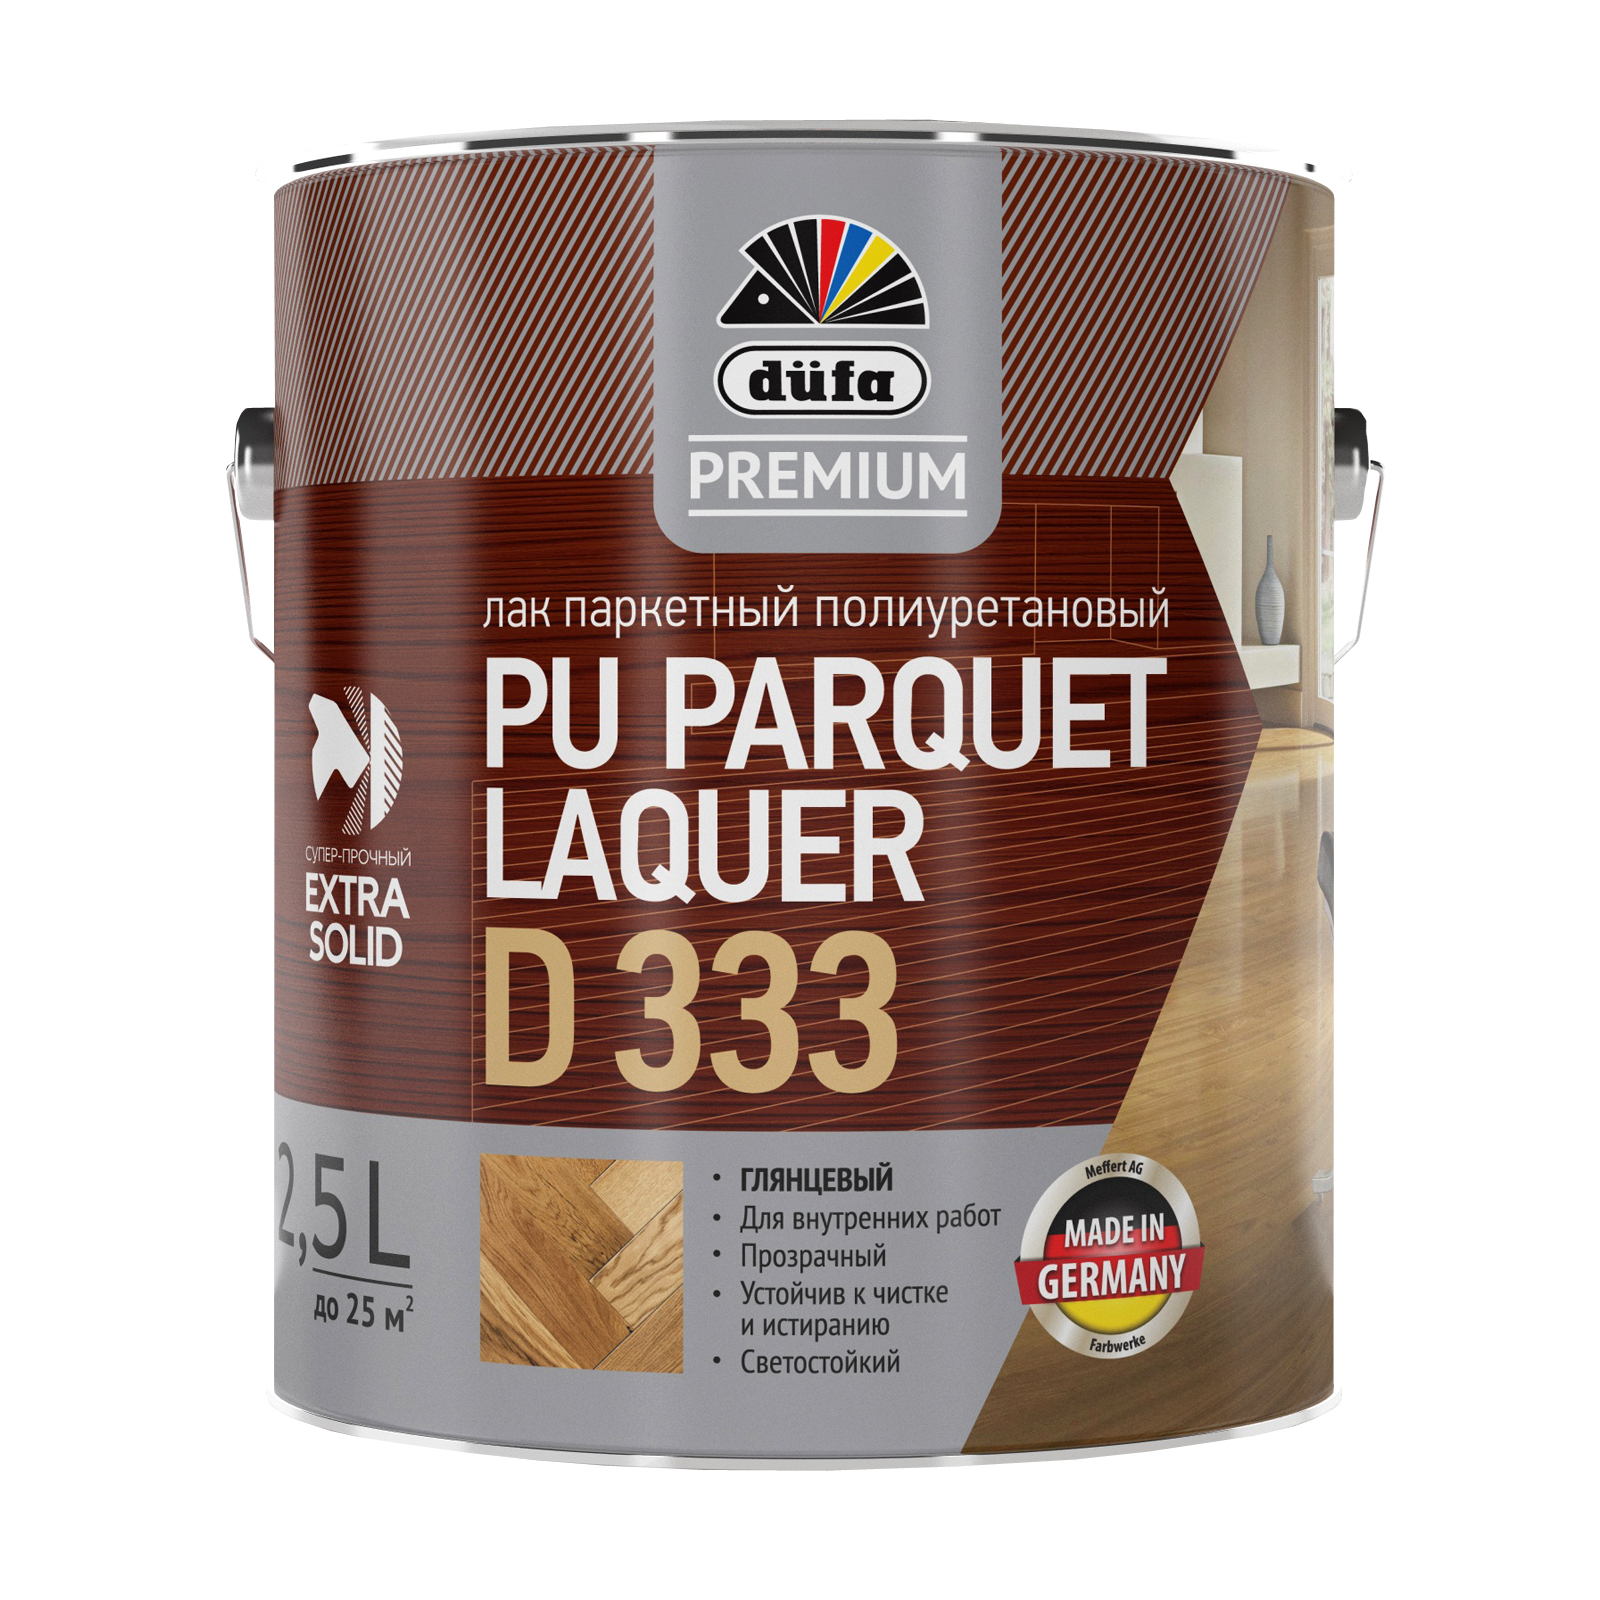 düfa
PREMIUM
лак паркетный полиуретановый
PU PARQUET
LAQUER
D 333
СУПЕР-ПРОЧНЫЙ
EXTRA
SOLID
2,5 L
до 25 м²
• ГЛЯНЦЕВЫЙ
• Для внутренних работ
• Прозрачный
• Устойчив к чистке
и истиранию
• Светостойкий
Meffert AG
MADE IN
GERMANY
Farbwerke